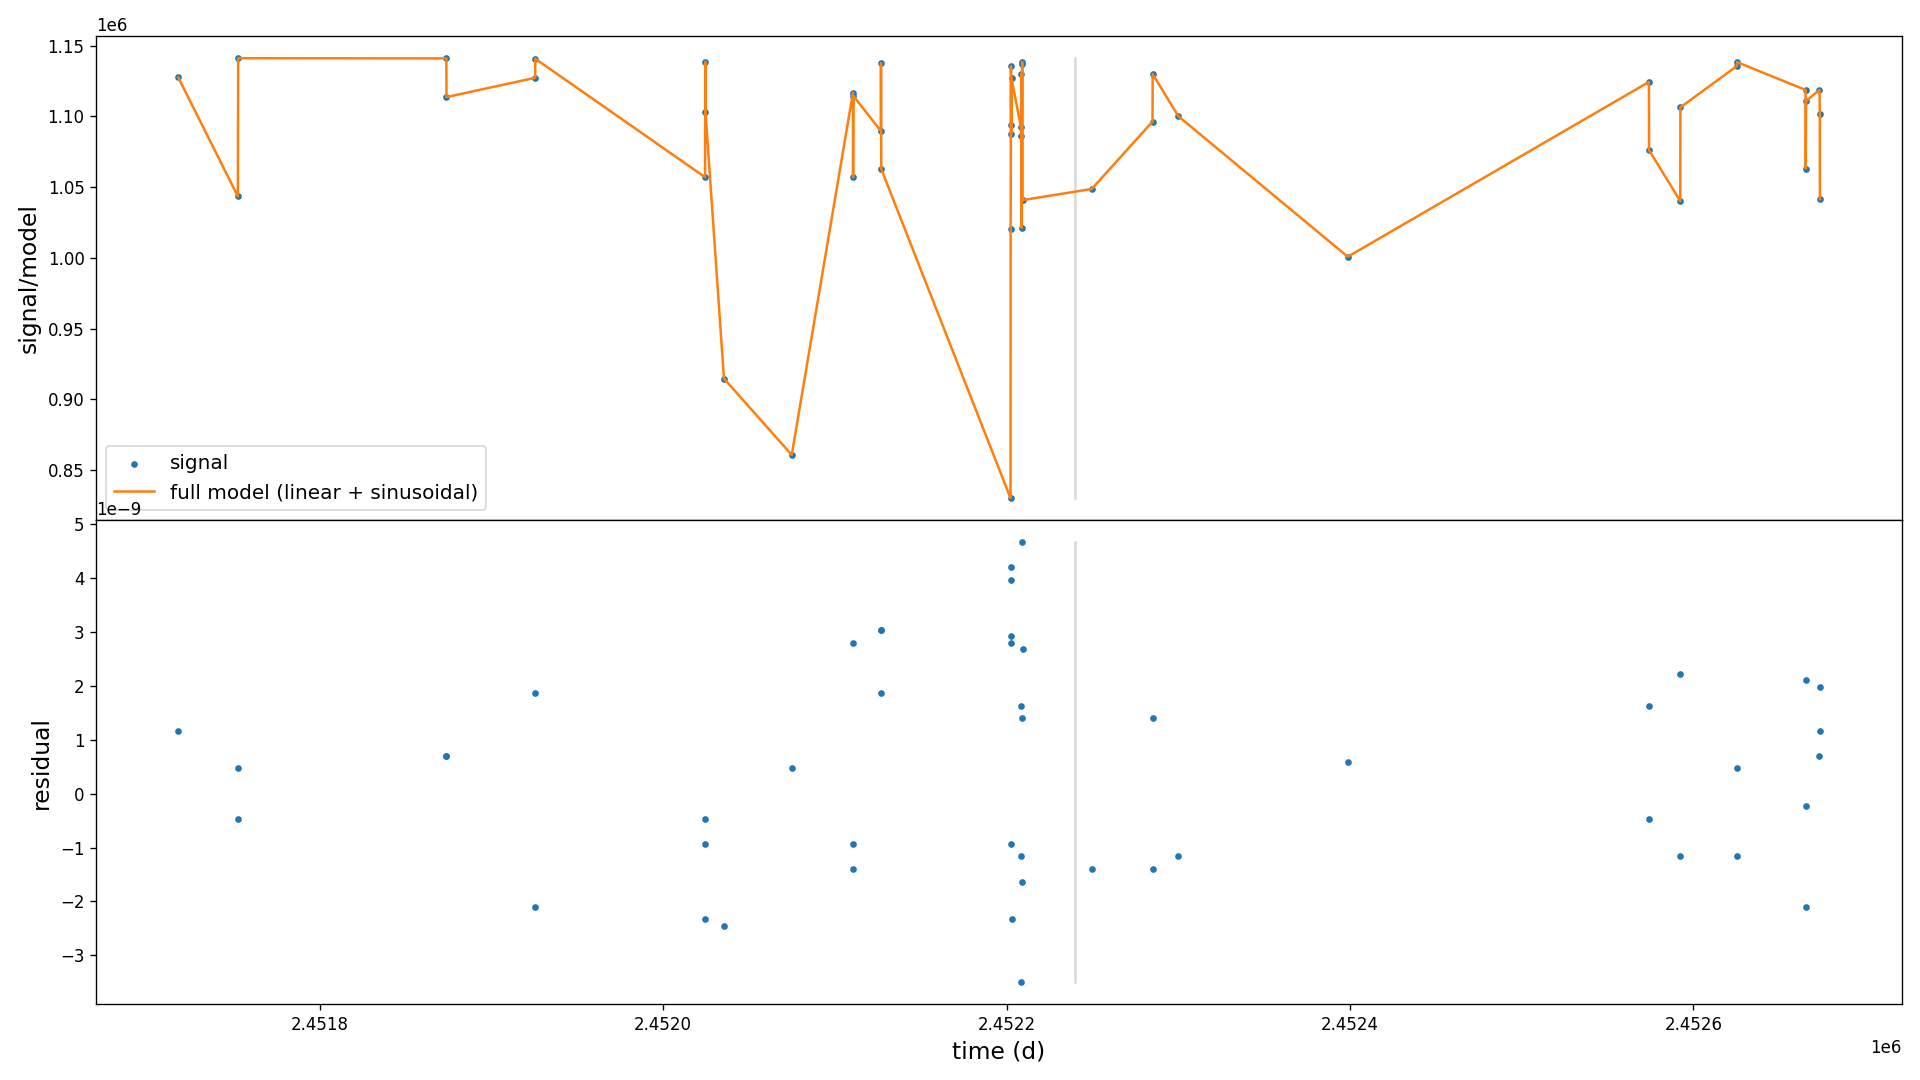 1e6
1.15
1.10
1.05
1.00
0.95
0.90
0.85
signal/model
signal
full model (linear + sinusoidal)
1e−9
5
4
3
2
1
0
−1
−2
−3
residual
2.4518
2.4520
2.4522
2.4524
2.4526
time (d)
1e6